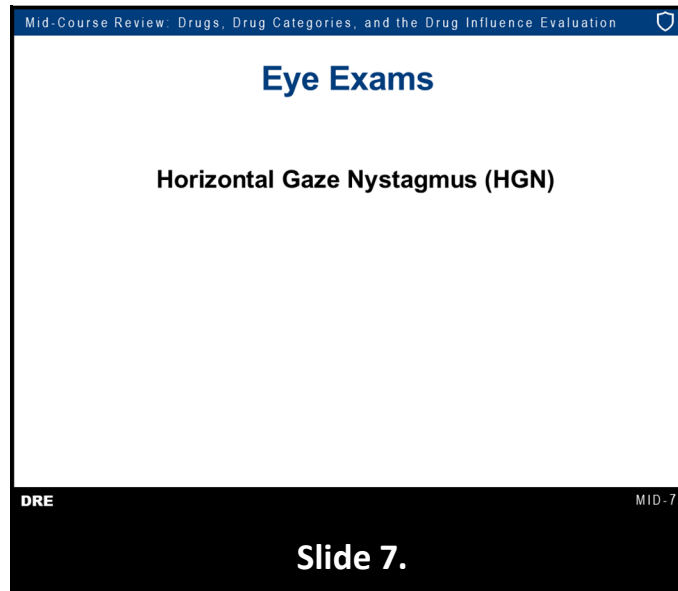 Mid-Course Review: Drugs, Drug Categories, and the Drug Influence Evaluation
Eye Exams
Horizontal Gaze Nystagmus (HGN)
DRE
MID-7
Slide 7.